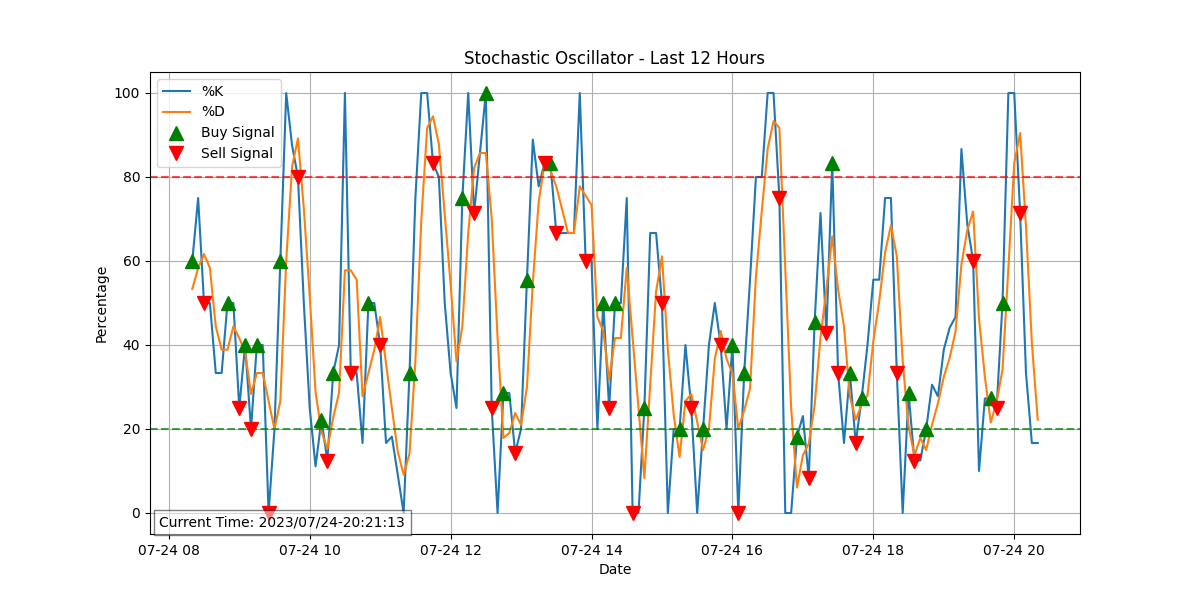 Stochastic Oscillator - Last 12 Hours
%K
%D
Buy Signal
Sell Signal
Percentage
100
80
60
40
20
0
Current Time: 2023/07/24-20:21:13
07-24 08 07-24 10 07-24 12 07-24 14 07-24 16 07-24 18 07-24 20
Date